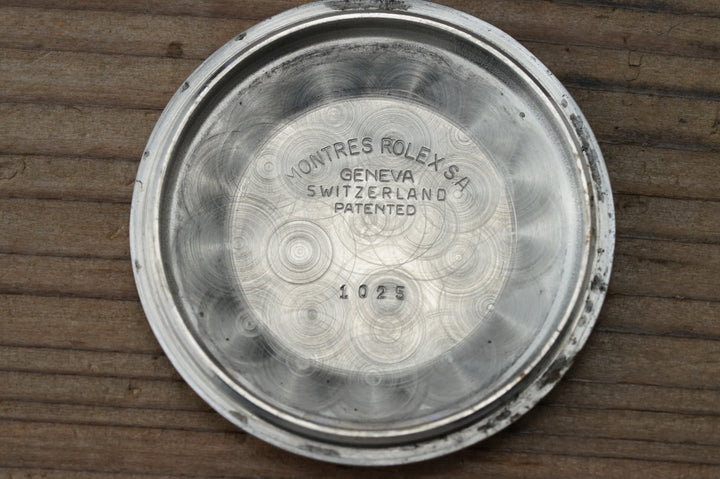 MONTRES ROLEX SA
GENEVA
SWITZERLAND
PATENTED
1025